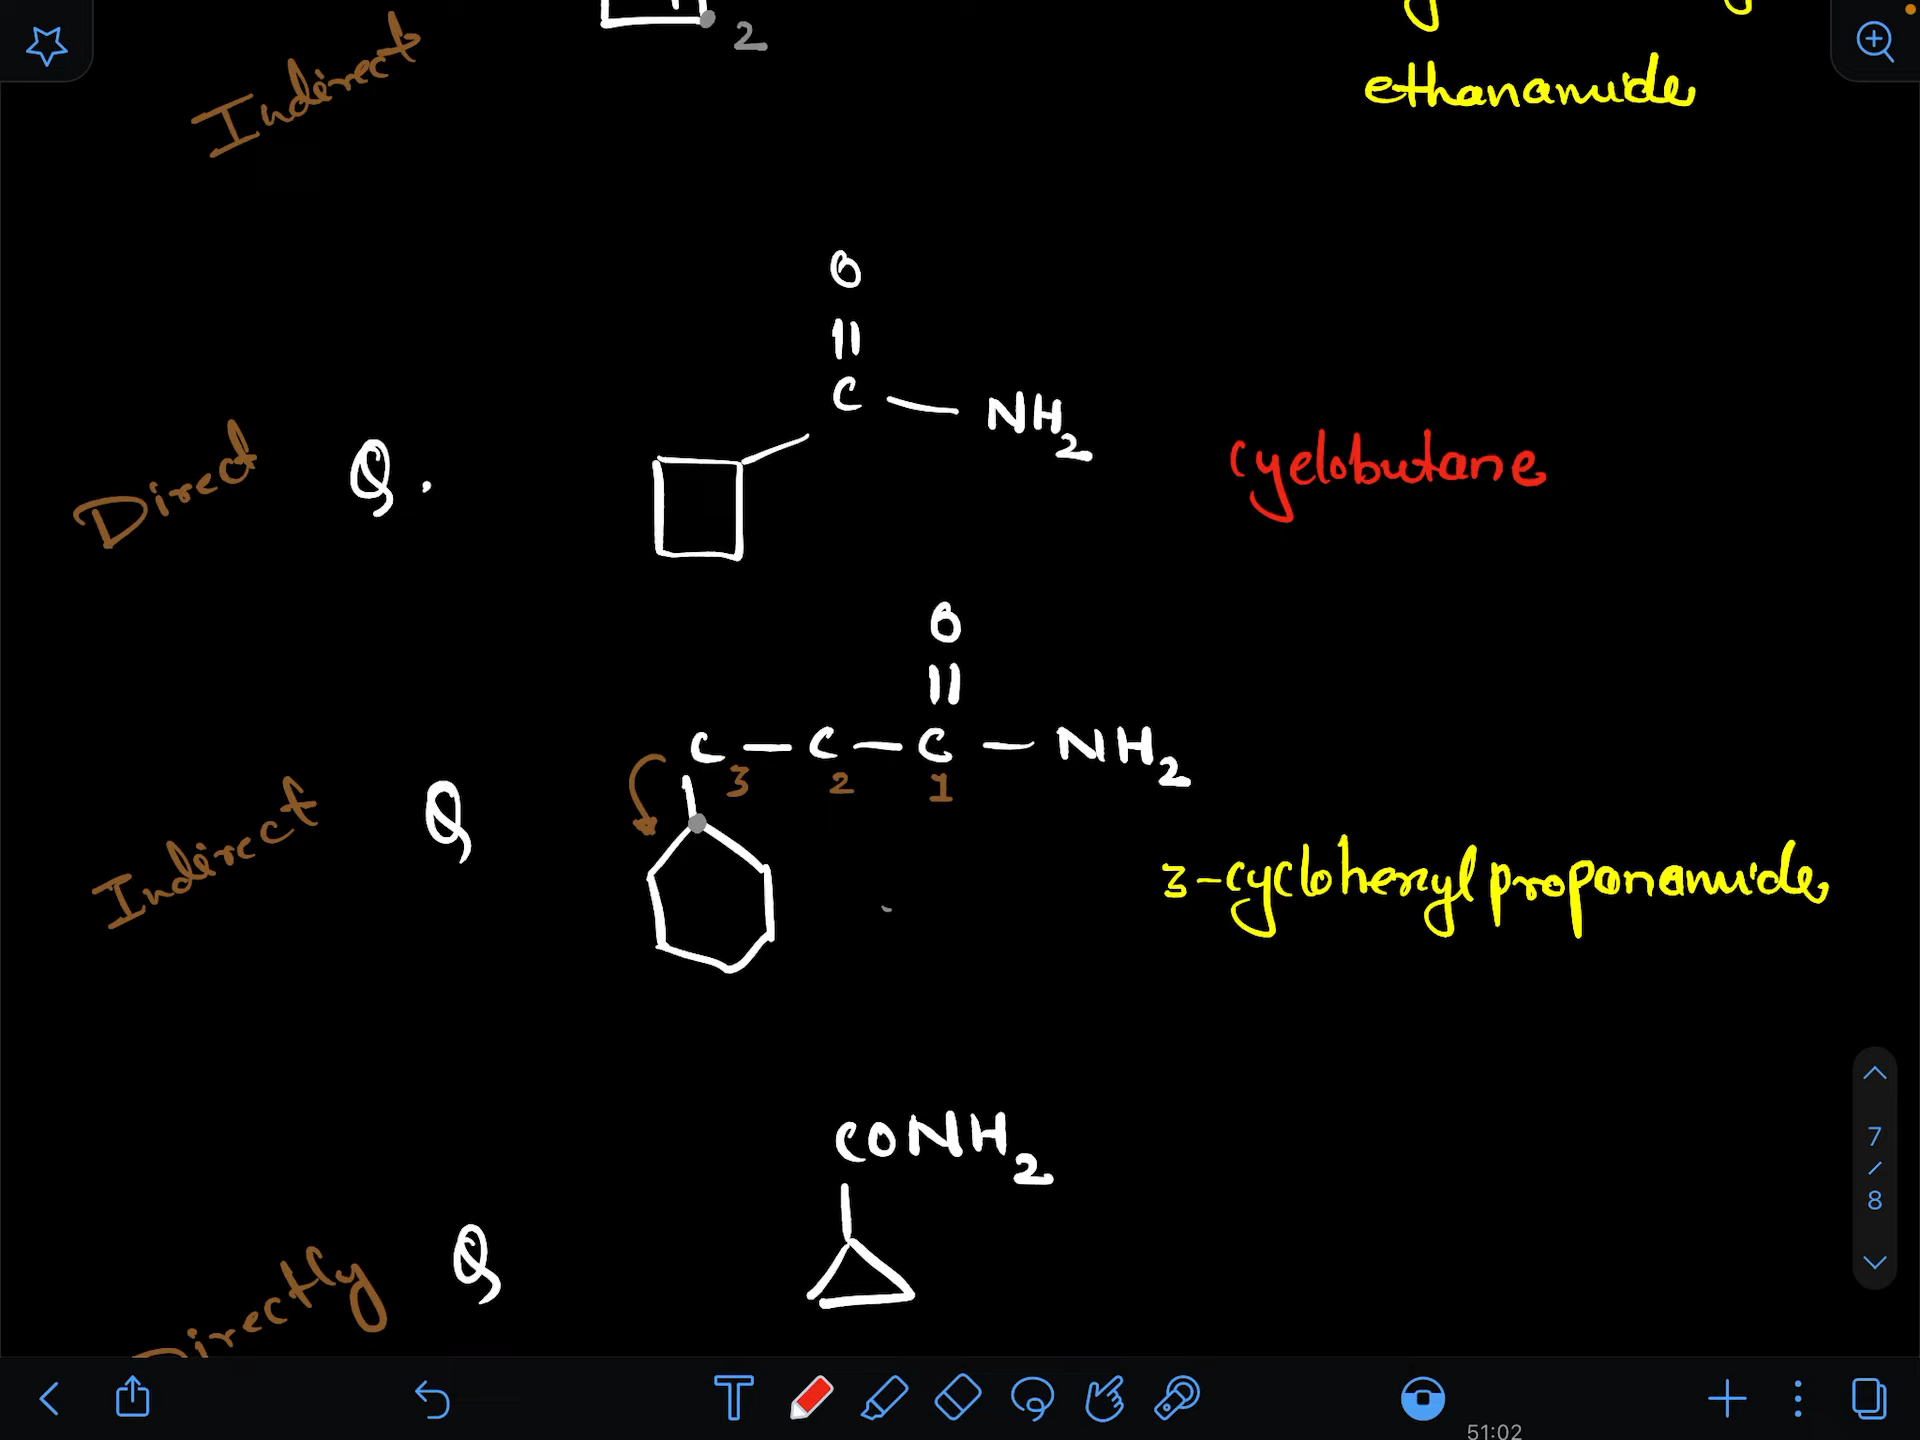 2
Indirect
ethanamide
O
||
C — NH2
Direct Q.
cyclobutane
O
||
C — C — C — NH2
3 2 1
Indirect Q
3-cyclohexyl propanamide
CONH2
Directly Q
7
/
8
T
51:02